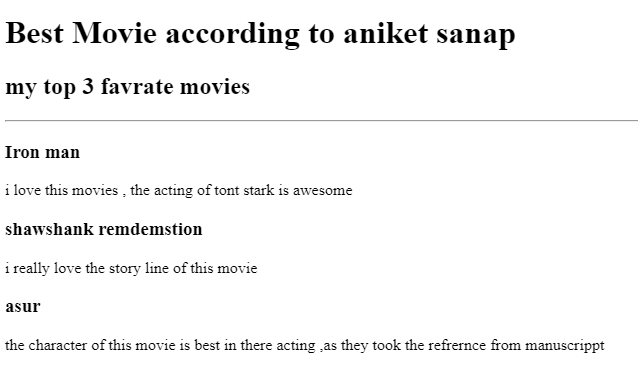 Best Movie according to aniket sanap
my top 3 favrate movies
Iron man
i love this movies , the acting of tont stark is awesome
shawshank remdemstion
i really love the story line of this movie
asur
the character of this movie is best in there acting ,as they took the refrernce from manuscrippt